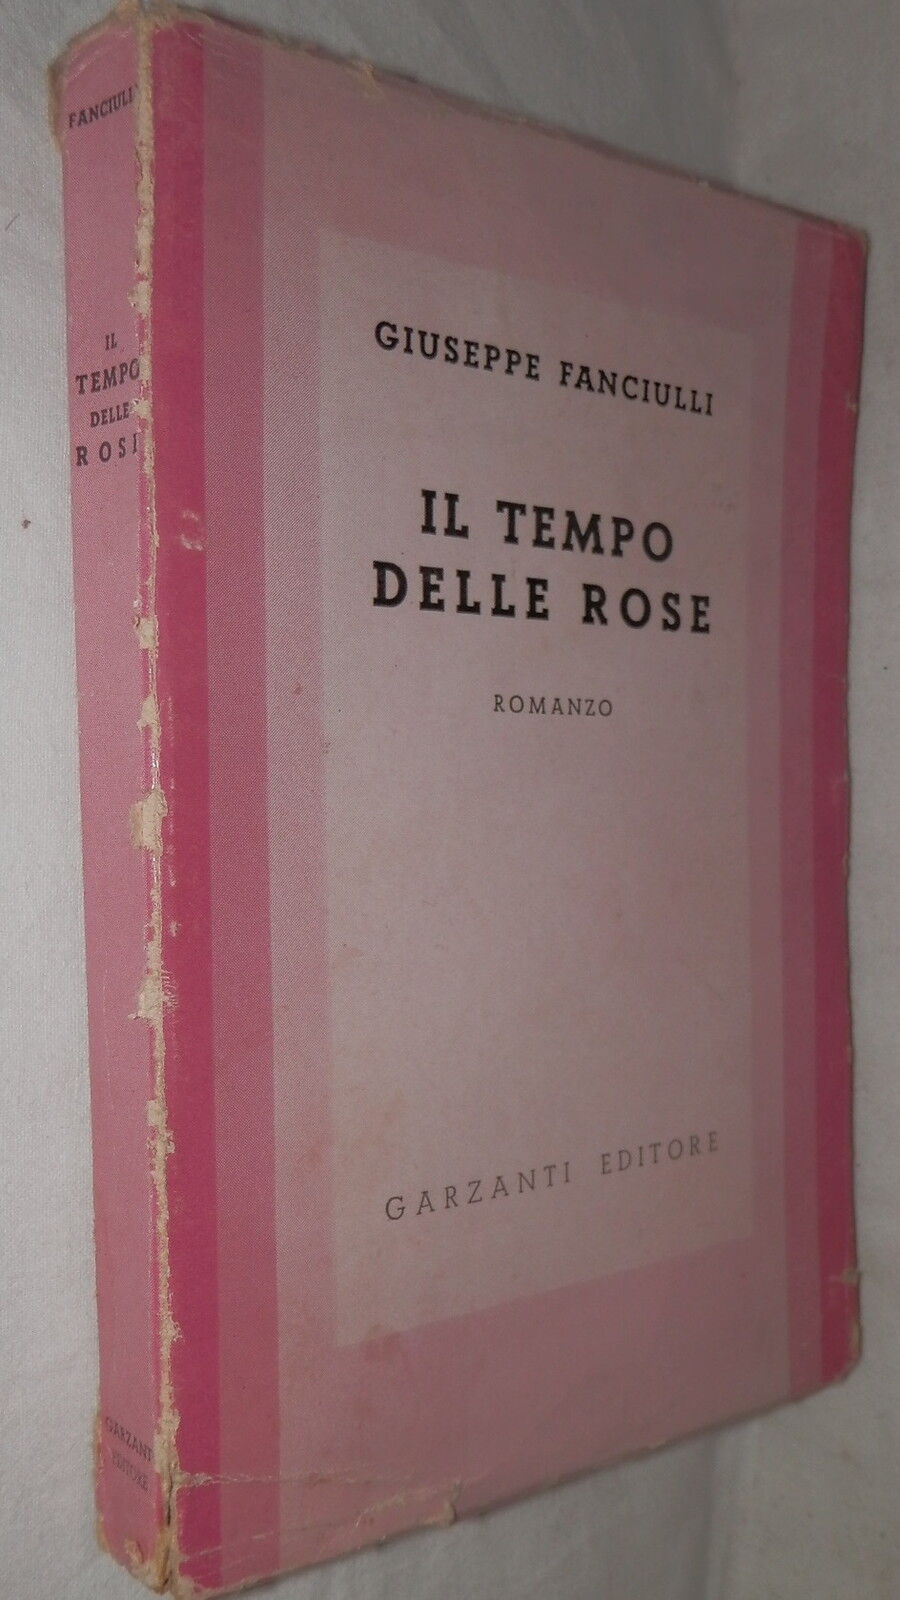 FANCIULLI
IL
TEMPO
DELLE
ROSE
GARZANTI
EDITORE
GIUSEPPE FANCIULLI
IL TEMPO
DELLE ROSE
ROMANZO
GARZANTI EDITORE